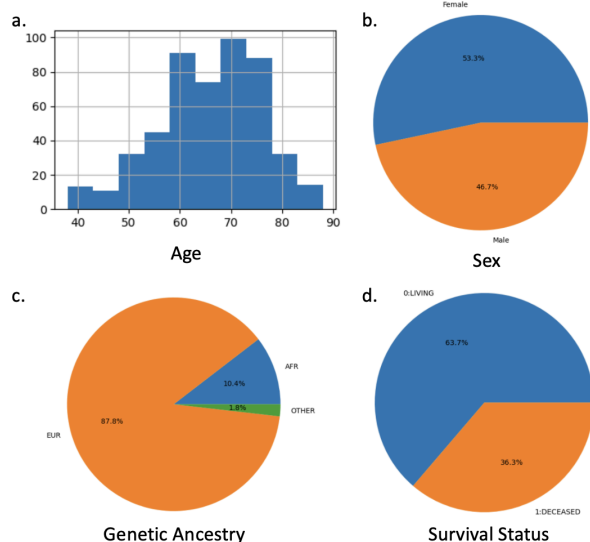 a.
100
80
60
40
20
0
40 50 60 70 80 90
Age
b.
Female
53.3%
46.7%
Male
Sex
c.
AFR
10.4%
1.8%
OTHER
87.8%
EUR
Genetic Ancestry
d.
0:LIVING
63.7%
36.3%
1:DECEASED
Survival Status